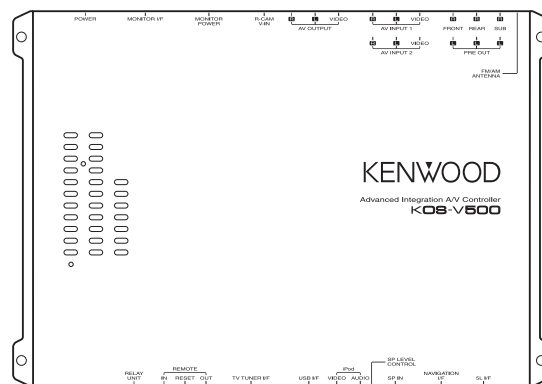 POWER MONITOR I/F MONITOR POWER R-CAM V-IN R L VIDEO R L VIDEO R R R
AV OUTPUT AV INPUT 1 FRONT REAR SUB
R L VIDEO L L L
AV INPUT 2 PRE OUT
FM/AM ANTENNA
KENWOOD
Advanced Integration A/V Controller
KOS-V500
SP LEVEL CONTROL
RELAY UNIT REMOTE iPod NAVIGATION I/F
IN RESET OUT TV TUNER I/F USB I/F VIDEO AUDIO SP IN 5L I/F